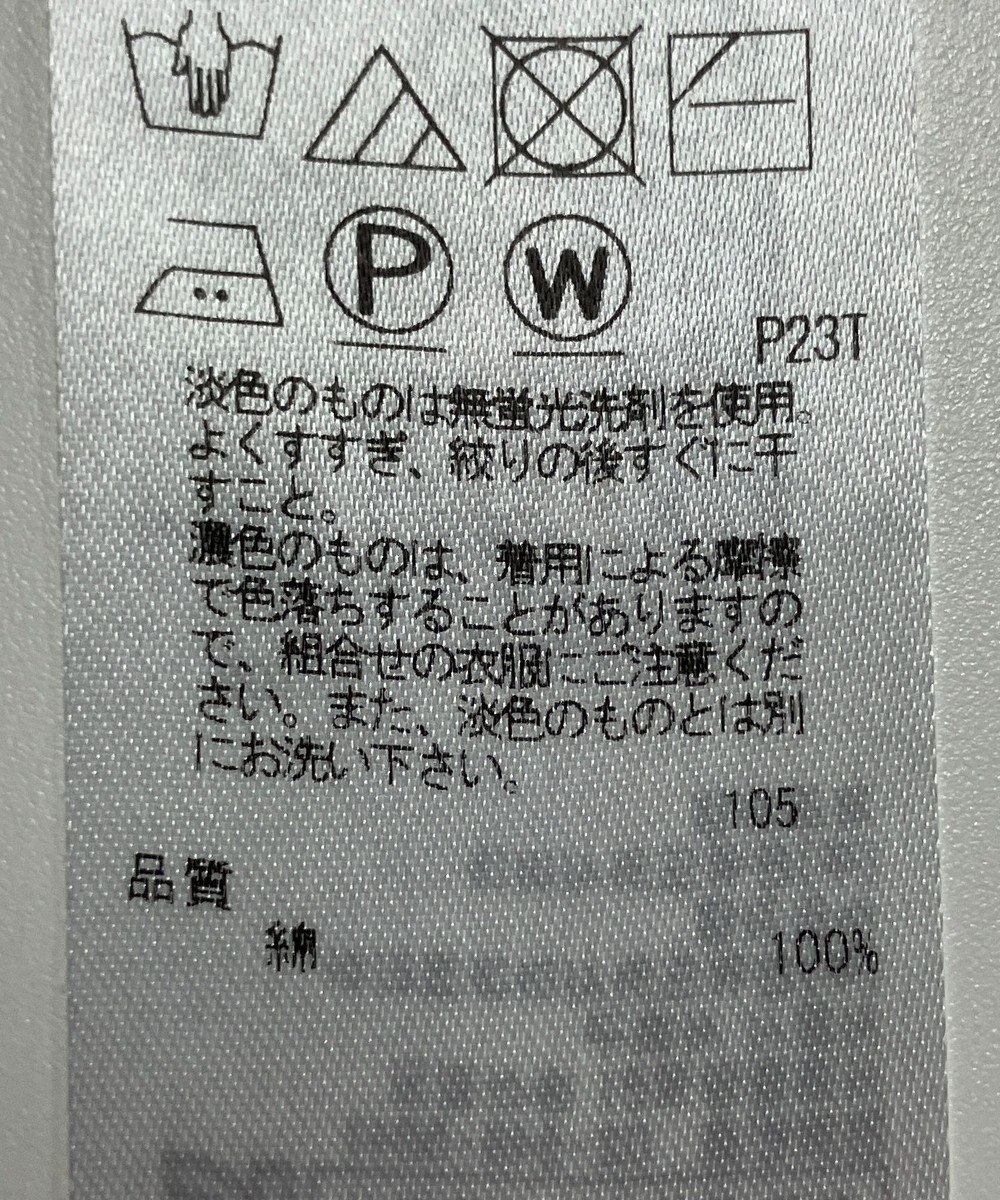 P
W
P23T
淡色のものは無蛍光洗剤を使用。
よくすすぎ、絞りの後すぐに干
すこと。
濃色のものは、着用による摩擦
で色落ちすることがありますの
で、組合せの衣服にご注意くだ
さい。また、淡色のものとは別
にお洗い下さい。
105
品質
綿 100%